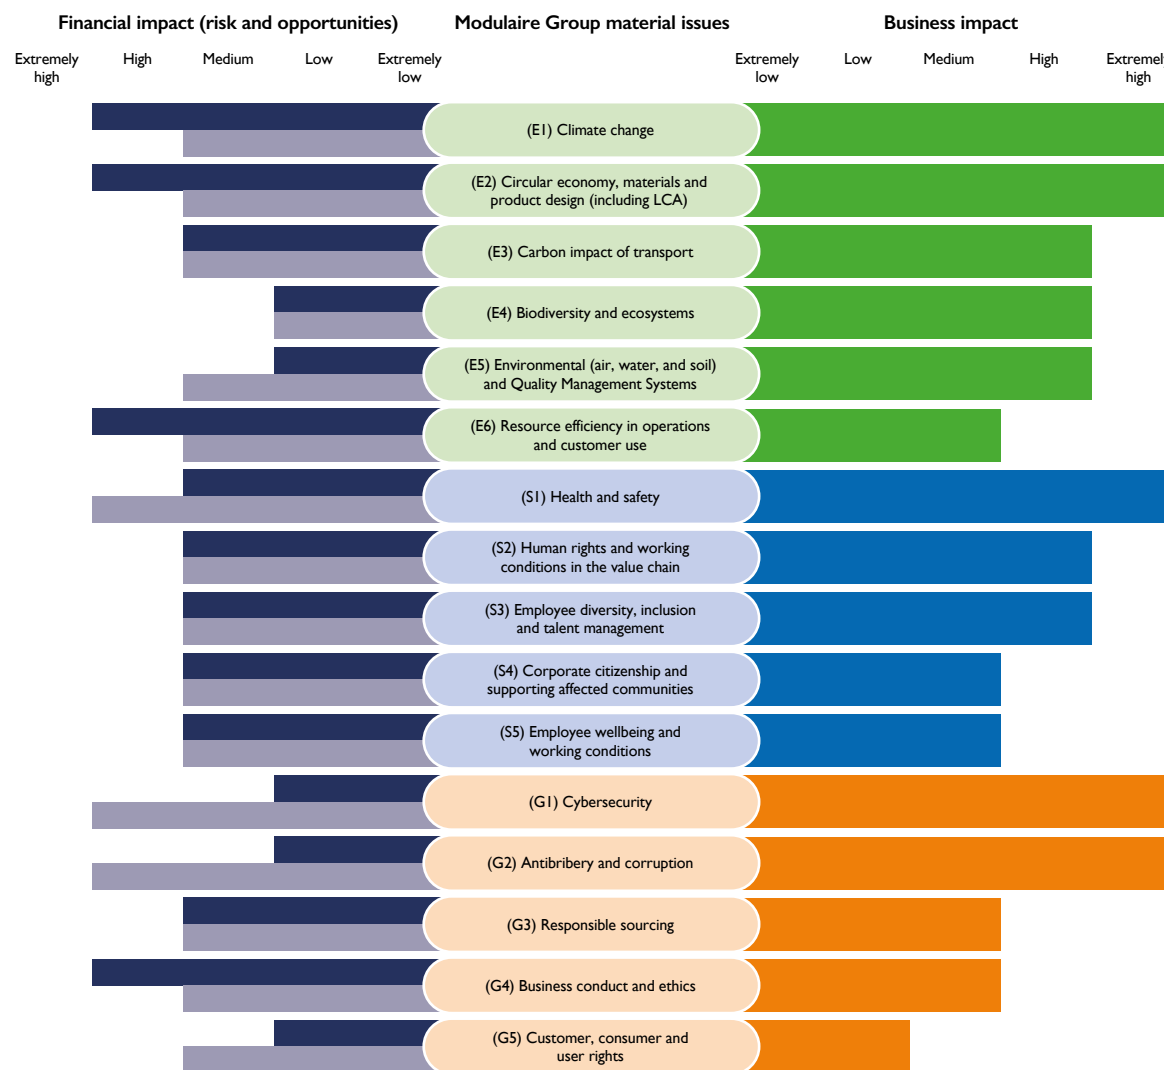 Financial impact (risk and opportunities)
Modulaire Group material issues
Business impact
Extremely
high
High
Medium
Low
Extremely
low
Extremely
low
Low
Medium
High
Extremely
high
(E1) Climate change
(E2) Circular economy, materials and
product design (including LCA)
(E3) Carbon impact of transport
(E4) Biodiversity and ecosystems
(E5) Environmental (air, water, and soil)
and Quality Management Systems
(E6) Resource efficiency in operations
and customer use
(S1) Health and safety
(S2) Human rights and working
conditions in the value chain
(S3) Employee diversity, inclusion
and talent management
(S4) Corporate citizenship and
supporting affected communities
(S5) Employee wellbeing and
working conditions
(G1) Cybersecurity
(G2) Antibribery and corruption
(G3) Responsible sourcing
(G4) Business conduct and ethics
(G5) Customer, consumer and
user rights